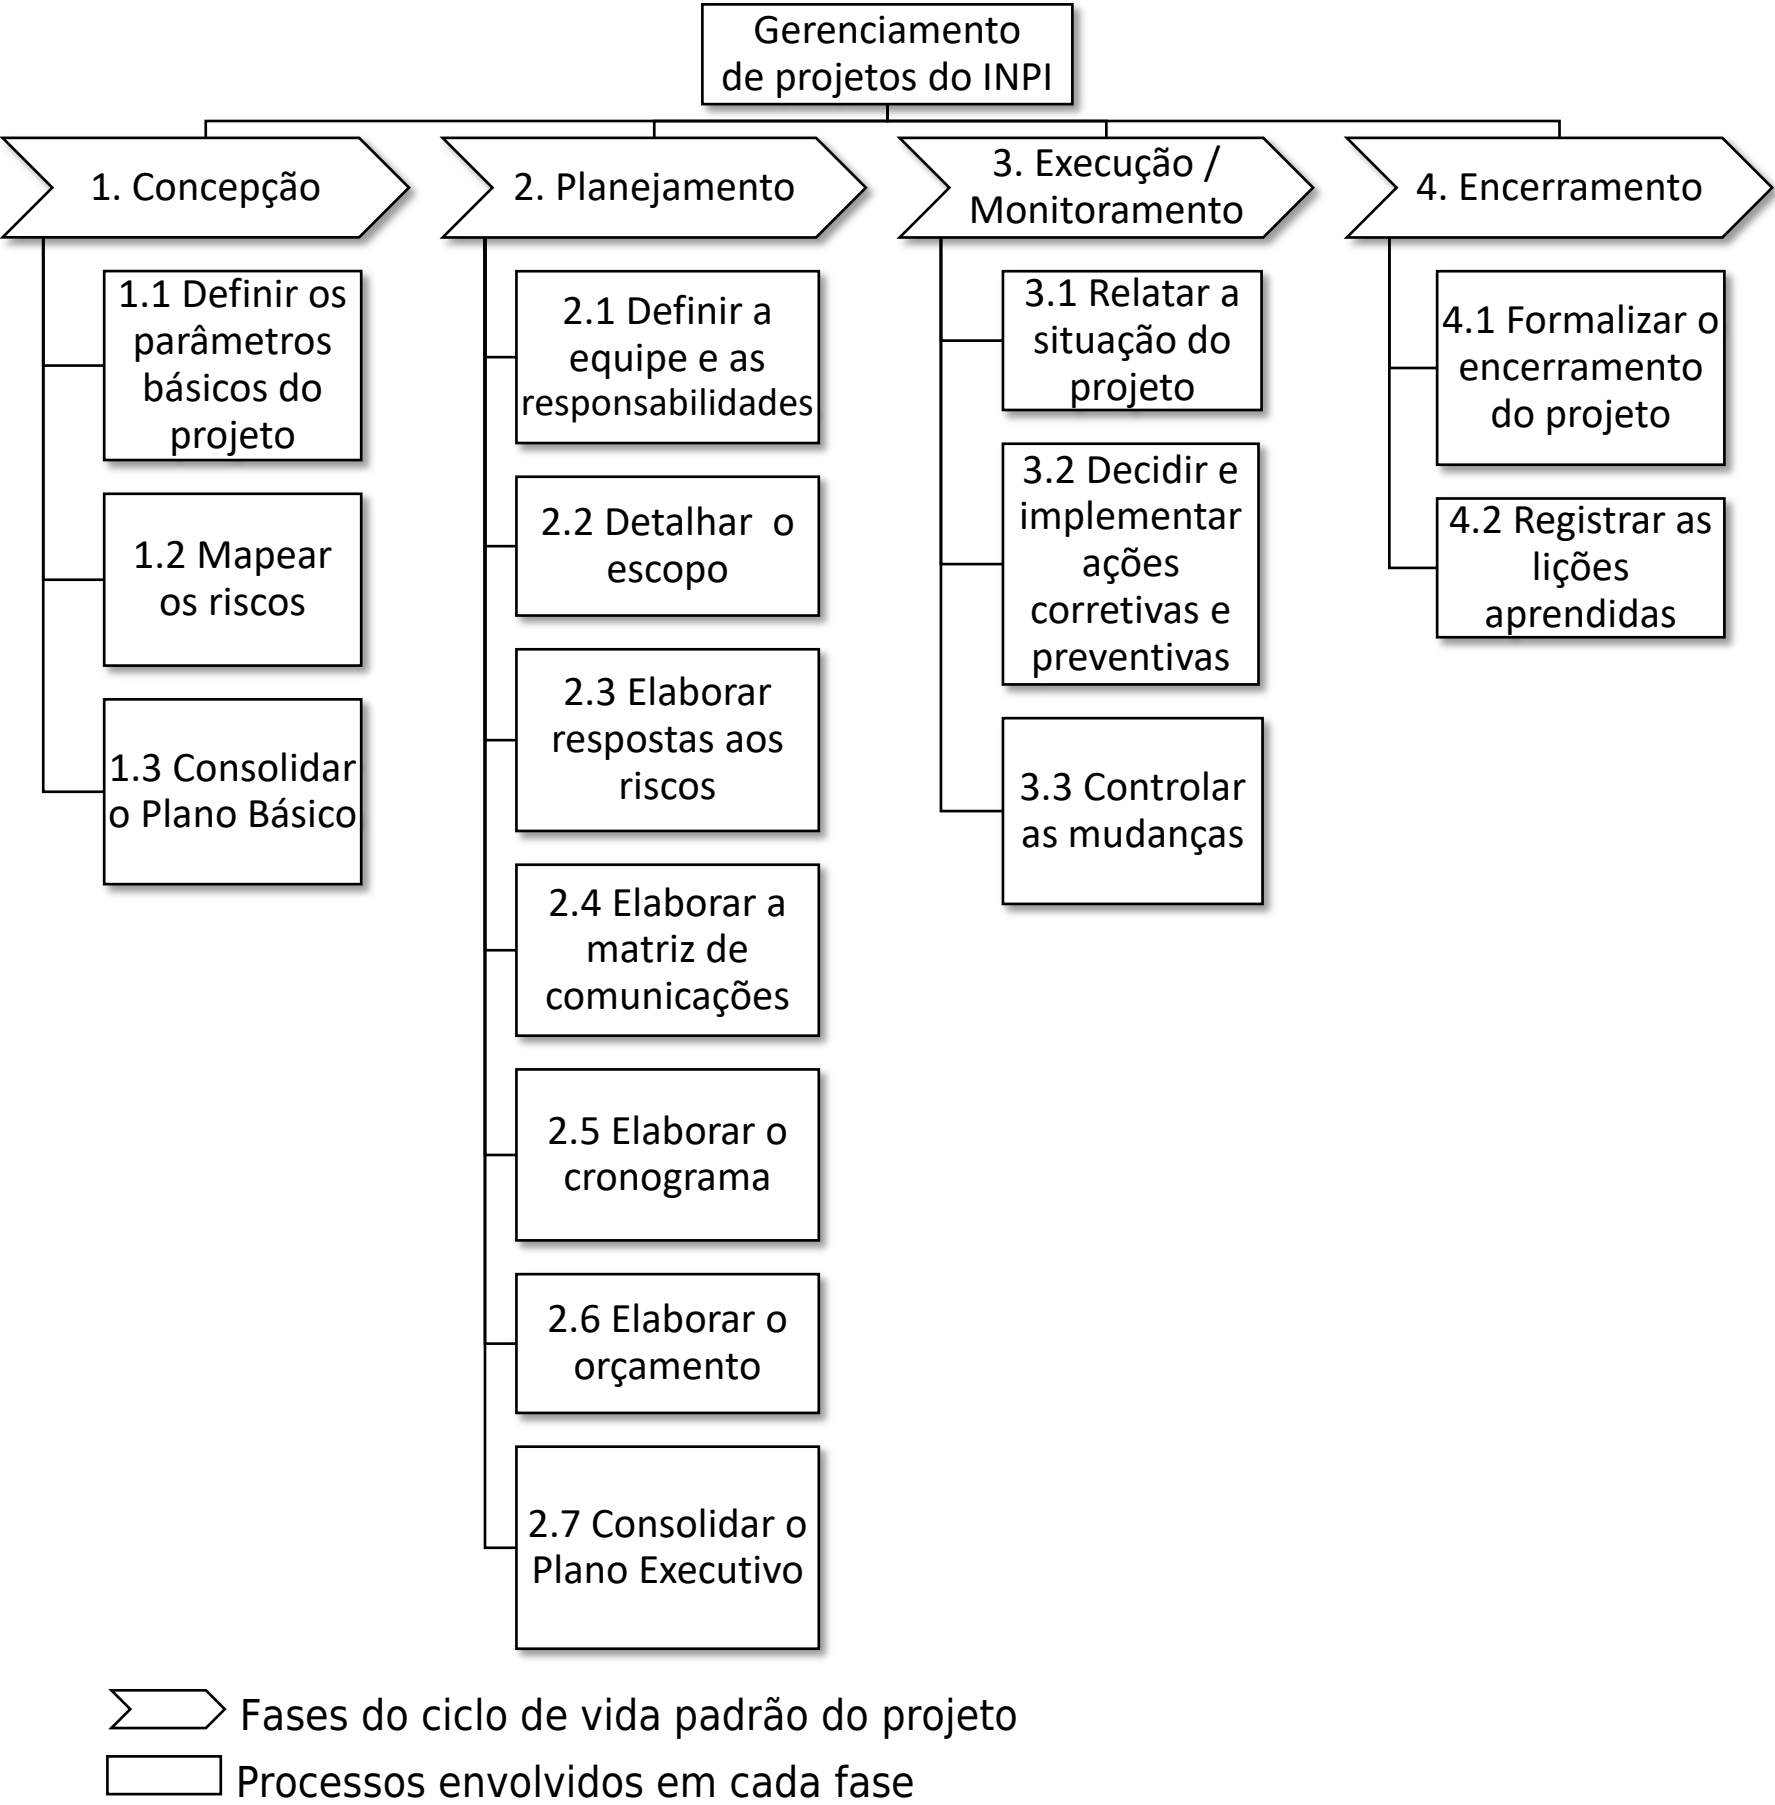 Gerenciamento
de projetos do INPI
1. Concepção
2. Planejamento
3. Execução /
Monitoramento
4. Encerramento
1.1 Definir os
parâmetros
básicos do
projeto
1.2 Mapear
os riscos
1.3 Consolidar
o Plano Básico
2.1 Definir a
equipe e as
responsabilidades
2.2 Detalhar  o
escopo
2.3 Elaborar
respostas aos
riscos
2.4 Elaborar a
matriz de
comunicações
2.5 Elaborar o
cronograma
2.6 Elaborar o
orçamento
2.7 Consolidar o
Plano Executivo
3.1 Relatar a
situação do
projeto
3.2 Decidir e
implementar
ações
corretivas e
preventivas
3.3 Controlar
as mudanças
4.1 Formalizar o
encerramento
do projeto
4.2 Registrar as
lições
aprendidas
Fases do ciclo de vida padrão do projeto
Processos envolvidos em cada fase